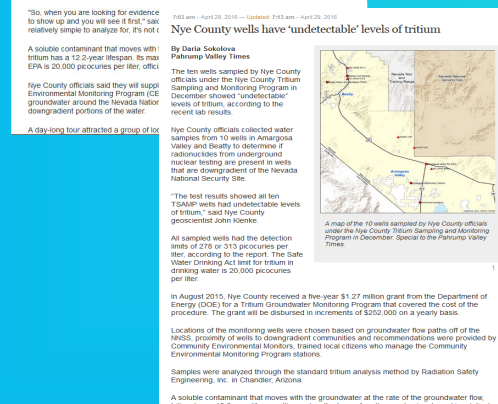 "So, when you are looking for evidence
to show up and you will see it first," said
relatively simple to analyze for, it's not
A soluble contaminant that moves with
tritium has a 12.2-year lifespan. Its max
EPA is 20,000 picocuries per liter, offici
Nye County officials said they will suppl
Environmental Monitoring Program (CE
groundwater around the Nevada Nation
downgradient portions of the water.
A day-long tour attracted a group of loc
7:03 am - April 29, 2016 — Updated: 7:13 am - April 29, 2016
Nye County wells have 'undetectable' levels of tritium
By Daria Sokolova
Pahrump Valley Times
The ten wells sampled by Nye County
officials under the Nye County Tritium
Sampling and Monitoring Program in
December showed "undetectable"
levels of tritium, according to the
recent lab results.
Nye County officials collected water
samples from 10 wells in Amargosa
Valley and Beatty to determine if
radionuclides from underground
nuclear testing are present in wells
that are downgradient of the Nevada
National Security Site.
"The test results showed all ten
TSAMP wells had undetectable levels
of tritium," said Nye County
geoscientist John Klenke.
All sampled wells had the detection
limits of 278 or 313 picocuries per
liter, according to the report. The Safe
Water Drinking Act limit for tritium in
drinking water is 20,000 picocuries
per liter.
Beatty
Amargosa
Valley
A map of the 10 wells sampled by Nye County officials
under the Nye County Tritium Sampling and Monitoring
Program in December. Special to the Pahrump Valley
Times.
1
In August 2015, Nye County received a five-year $1.27 million grant from the Department of
Energy (DOE) for a Tritium Groundwater Monitoring Program that covered the cost of the
procedure. The grant will be disbursed in increments of $252,000 on a yearly basis.
Locations of the monitoring wells were chosen based on groundwater flow paths off of the
NNSS, proximity of wells to downgradient communities and recommendations were provided by
Community Environmental Monitors, trained local citizens who manage the Community
Environmental Monitoring Program stations.
Samples were analyzed through the standard tritium analysis method by Radiation Safety
Engineering, Inc. in Chandler, Arizona.
A soluble contaminant that moves with the groundwater at the rate of the groundwater flow,